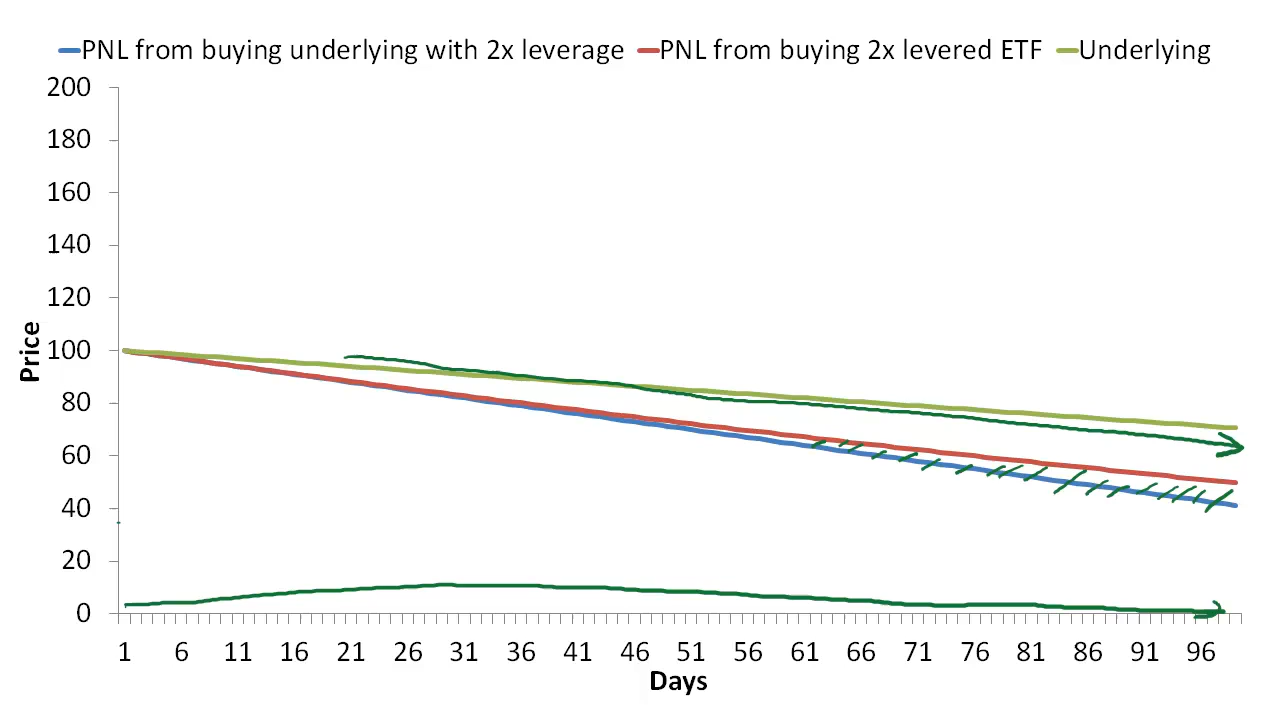 PNL from buying underlying with 2x leverage PNL from buying 2x levered ETF Underlying
200
180
160
140
120
100
80
60
40
20
0
Price
1 6 11 16 21 26 31 36 41 46 51 56 61 66 71 76 81 86 91 96
Days